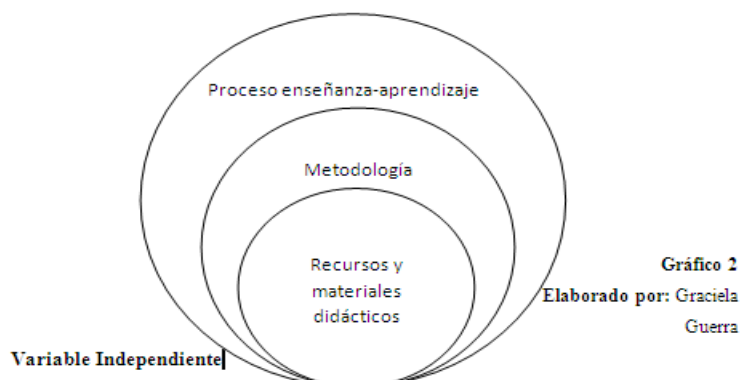 Proceso enseñanza-aprendizaje
Metodología
Recursos y
materiales
didácticos
Gráfico 2
Elaborado por: Graciela
Guerra
Variable Independiente